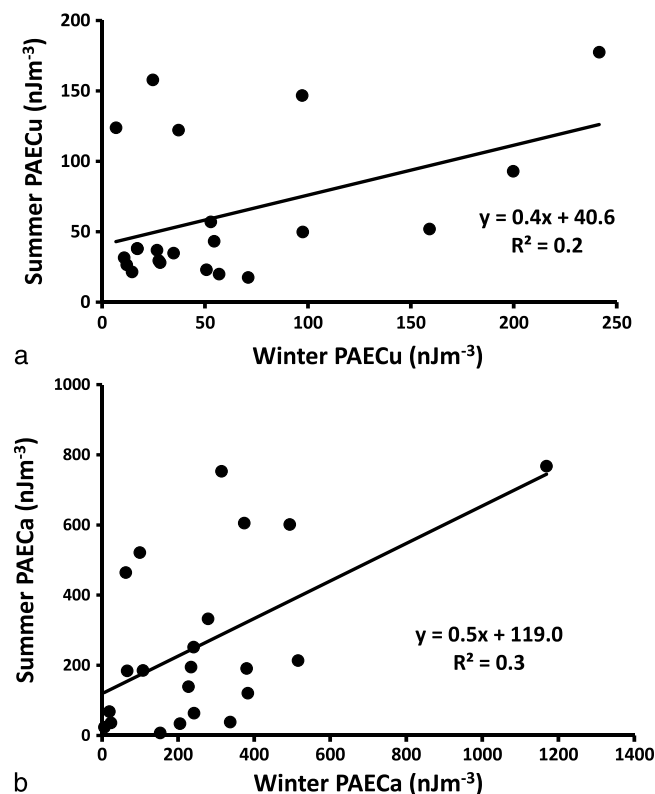 200
150
100
50
0
Summer PAECu (nJm⁻³)
y = 0.4x + 40.6
R² = 0.2
0 50 100 150 200 250
a Winter PAECu (nJm⁻³)
1000
800
600
400
200
0
Summer PAECa (nJm⁻³)
y = 0.5x + 119.0
R² = 0.3
0 200 400 600 800 1000 1200 1400
b Winter PAECa (nJm⁻³)